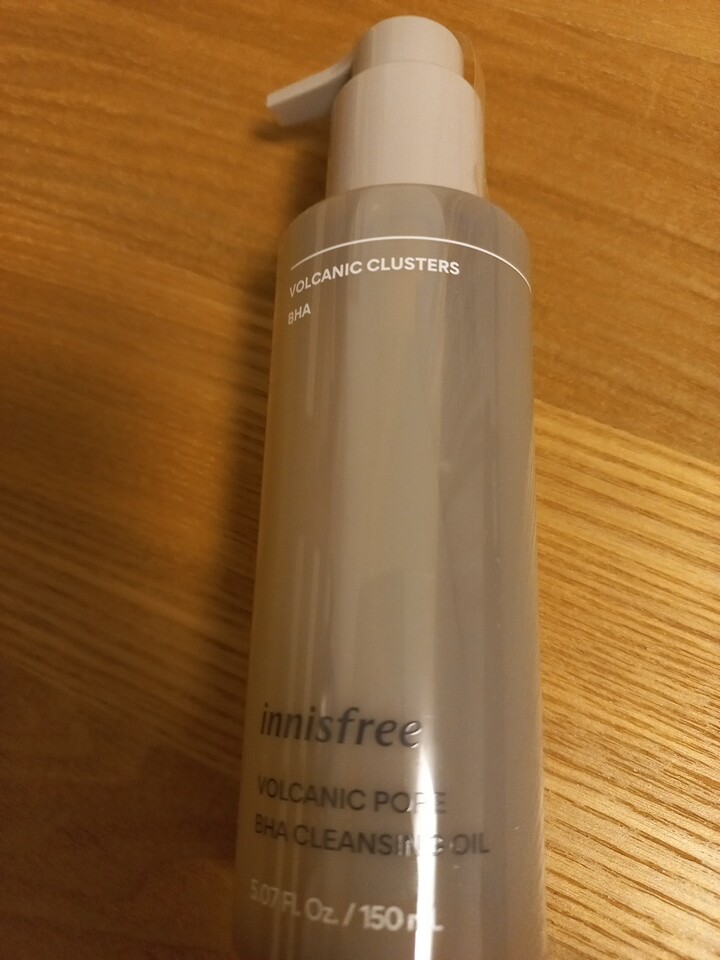 VOLCANIC CLUSTERS
BHA
innisfree
VOLCANIC PORE
BHA CLEANSING OIL
5.07 Fl. Oz. / 150 mL